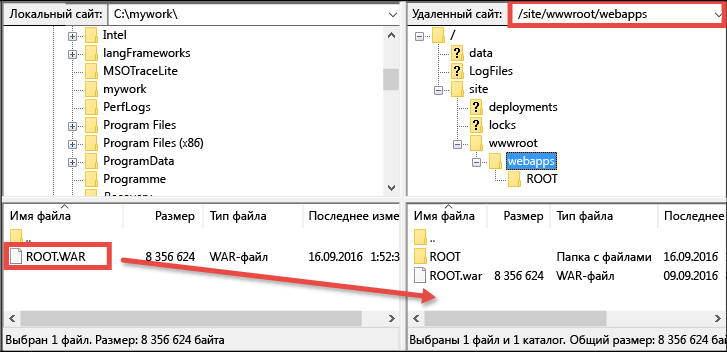 Локальный сайт: C:\mywork\
Intel
langFrameworks
MSOTraceLite
mywork
PerfLogs
Program Files
Program Files (x86)
ProgramData
Programme
Recovery
Имя файла Размер Тип файла Последнее изме
..
ROOT.WAR 8 356 624 WAR-файл 16.09.2016 1:52:3
Выбран 1 файл. Размер: 8 356 624 байта
Удаленный сайт: /site/wwwroot/webapps
/
? data
? LogFiles
site
? deployments
? locks
wwwroot
webapps
ROOT
Имя файла Размер Тип файла Последнее
..
ROOT Папка с файлами 16.09.2016
ROOT.war 8 356 624 WAR-файл 09.09.2016
Выбраны 1 файл и 1 каталог. Общий размер: 8 356 624 бай